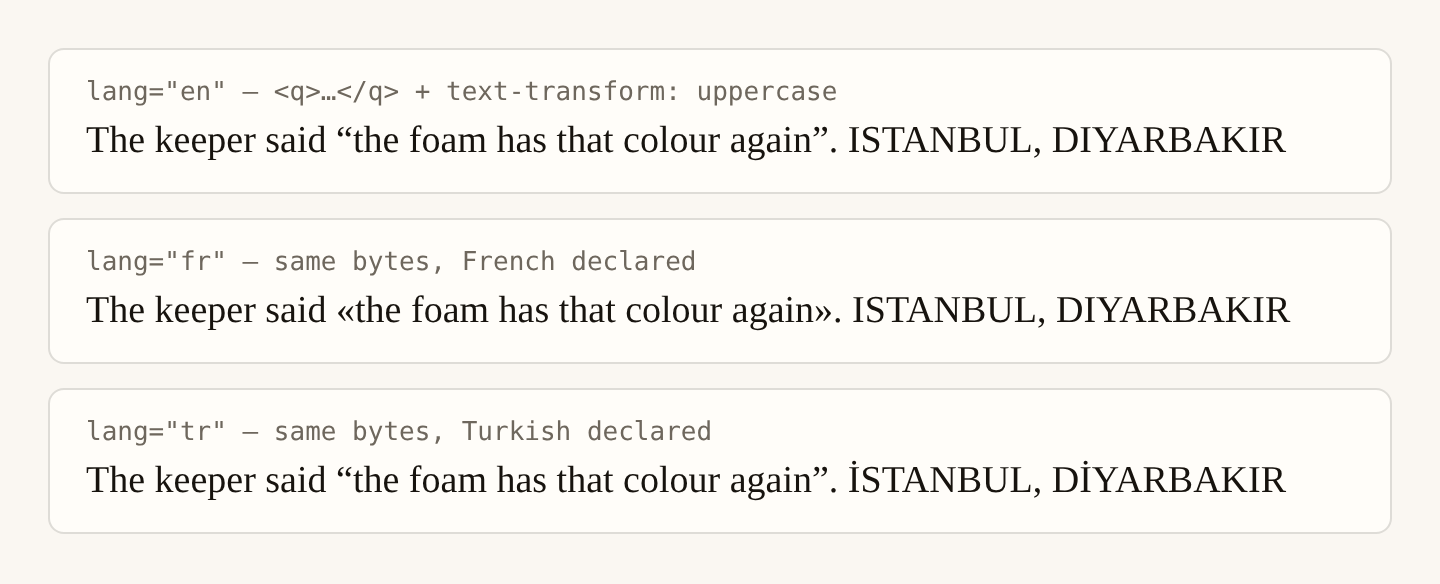 lang="en" — <q>…</q> + text-transform: uppercase
The keeper said “the foam has that colour again”. ISTANBUL, DIYARBAKIR
lang="fr" — same bytes, French declared
The keeper said «the foam has that colour again». ISTANBUL, DIYARBAKIR
lang="tr" — same bytes, Turkish declared
The keeper said “the foam has that colour again”. İSTANBUL, DİYARBAKIR